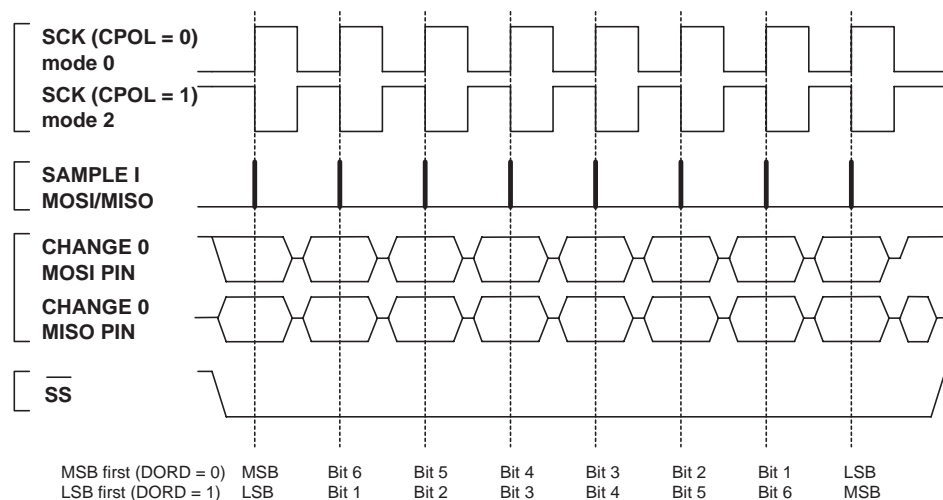 SCK (CPOL = 0)
mode 0
SCK (CPOL = 1)
mode 2
SAMPLE I
MOSI/MISO
CHANGE 0
MOSI PIN
CHANGE 0
MISO PIN
SS
MSB first (DORD = 0) MSB Bit 6 Bit 5 Bit 4 Bit 3 Bit 2 Bit 1 LSB
LSB first (DORD = 1) LSB Bit 1 Bit 2 Bit 3 Bit 4 Bit 5 Bit 6 MSB